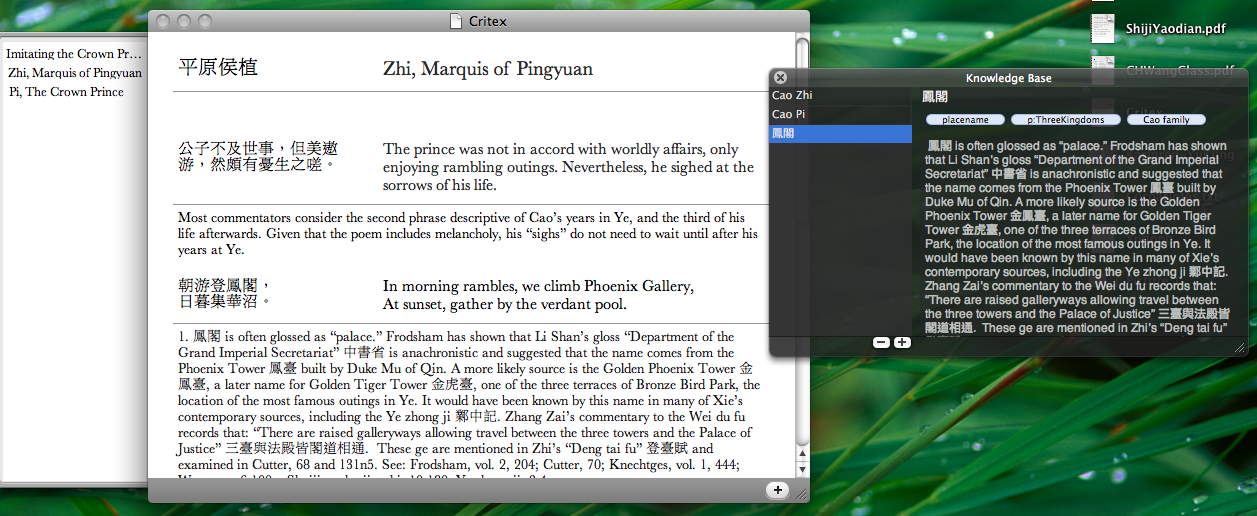 Critex
Imitating the Crown Pr…
Zhi, Marquis of Pingyuan
Pi, The Crown Prince
平原侯植
Zhi, Marquis of Pingyuan
公子不及世事，但美遨
游，然頗有憂生之嗟。
The prince was not in accord with worldly affairs, only
enjoying rambling outings. Nevertheless, he sighed at the
sorrows of his life.
Most commentators consider the second phrase descriptive of Cao’s years in Ye, and the third of his
life afterwards. Given that the poem includes melancholy, his “sighs” do not need to wait until after his
years at Ye.
朝游登鳳閣，
日暮集華沼。
In morning rambles, we climb Phoenix Gallery,
At sunset, gather by the verdant pool.
1. 鳳閣 is often glossed as “palace.” Frodsham has shown that Li Shan’s gloss “Department of the
Grand Imperial Secretariat” 中書省 is anachronistic and suggested that the name comes from the
Phoenix Tower 鳳臺 built by Duke Mu of Qin. A more likely source is the Golden Phoenix Tower 金
鳳臺, a later name for Golden Tiger Tower 金虎臺, one of the three terraces of Bronze Bird Park, the
location of the most famous outings in Ye. It would have been known by this name in many of Xie’s
contemporary sources, including the Ye zhong ji 鄴中記. Zhang Zai’s commentary to the Wei du fu
records that: “There are raised galleryways allowing travel between the three towers and the Palace of
Justice” 三臺與法殿皆閣道相通. These ge are mentioned in Zhi’s “Deng tai fu” 登臺賦 and
examined in Cutter, 68 and 131n5. See: Frodsham, vol. 2, 204; Cutter, 70; Knechtges, vol. 1, 444;
ShijiYaodian.pdf
CHWangClass.pdf
Critex
Knowledge Base
Cao Zhi
Cao Pi
鳳閣
鳳閣
placename
p:ThreeKingdoms
Cao family
鳳閣 is often glossed as “palace.” Frodsham has shown
that Li Shan’s gloss “Department of the Grand Imperial
Secretariat” 中書省 is anachronistic and suggested that
the name comes from the Phoenix Tower 鳳臺 built by
Duke Mu of Qin. A more likely source is the Golden
Phoenix Tower 金鳳臺, a later name for Golden Tiger
Tower 金虎臺, one of the three terraces of Bronze Bird
Park, the location of the most famous outings in Ye. It
would have been known by this name in many of Xie’s
contemporary sources, including the Ye zhong ji 鄴中記.
Zhang Zai’s commentary to the Wei du fu records that:
“There are raised galleryways allowing travel between
the three towers and the Palace of Justice” 三臺與法殿皆
閣道相通. These ge are mentioned in Zhi’s “Deng tai fu”